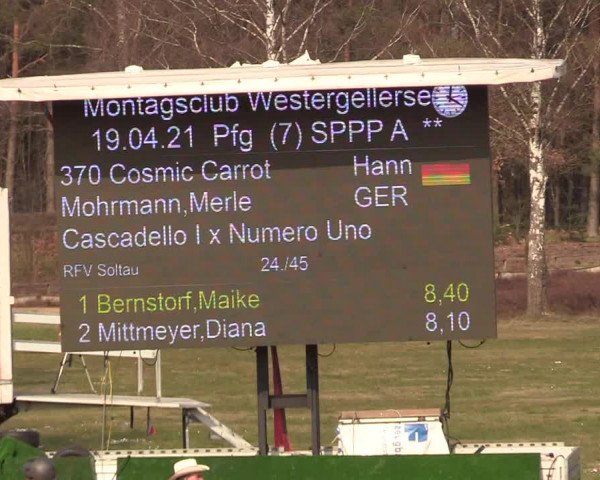 Montagsclub Westergellerse
19.04.21 Pfg (7) SPPP A **
370 Cosmic Carrot Hann
Mohrmann,Merle GER
Cascadello I x Numero Uno
RFV Soltau 24./45
1 Bernstorf,Maike 8,40
2 Mittmeyer,Diana 8,10